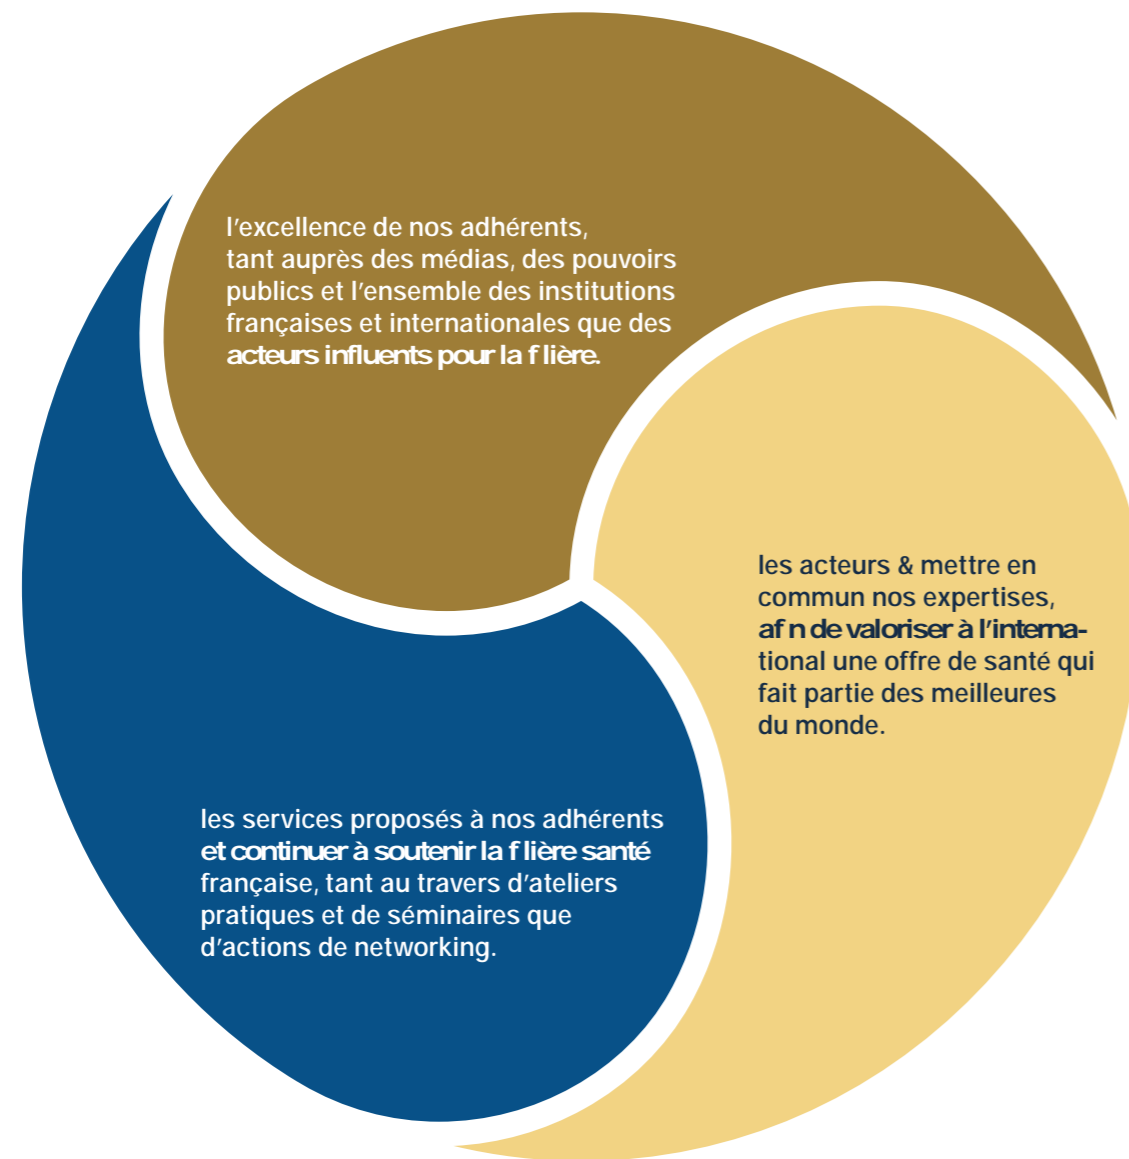 l'excellence de nos adhérents,
tant auprès des médias, des pouvoirs
publics et l'ensemble des institutions
françaises et internationales que des
acteurs influents pour la f lière.
les acteurs & mettre en
commun nos expertises,
af n de valoriser à l'interna-
tional une offre de santé qui
fait partie des meilleures
du monde.
les services proposés à nos adhérents
et continuer à soutenir la f lière santé
française, tant au travers d'ateliers
pratiques et de séminaires que
d'actions de networking.